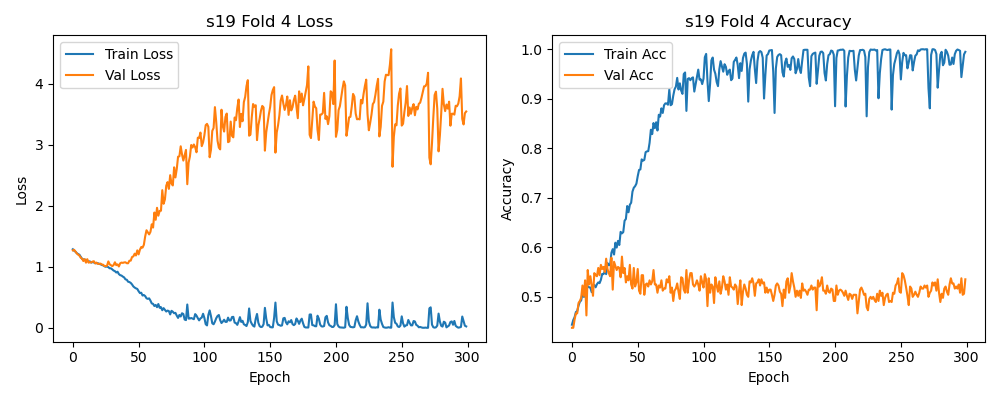 s19 Fold 4 Loss
Train Loss
Val Loss
Loss
4
3
2
1
0
0 50 100 150 200 250 300
Epoch
s19 Fold 4 Accuracy
Train Acc
Val Acc
Accuracy
1.0
0.9
0.8
0.7
0.6
0.5
0 50 100 150 200 250 300
Epoch